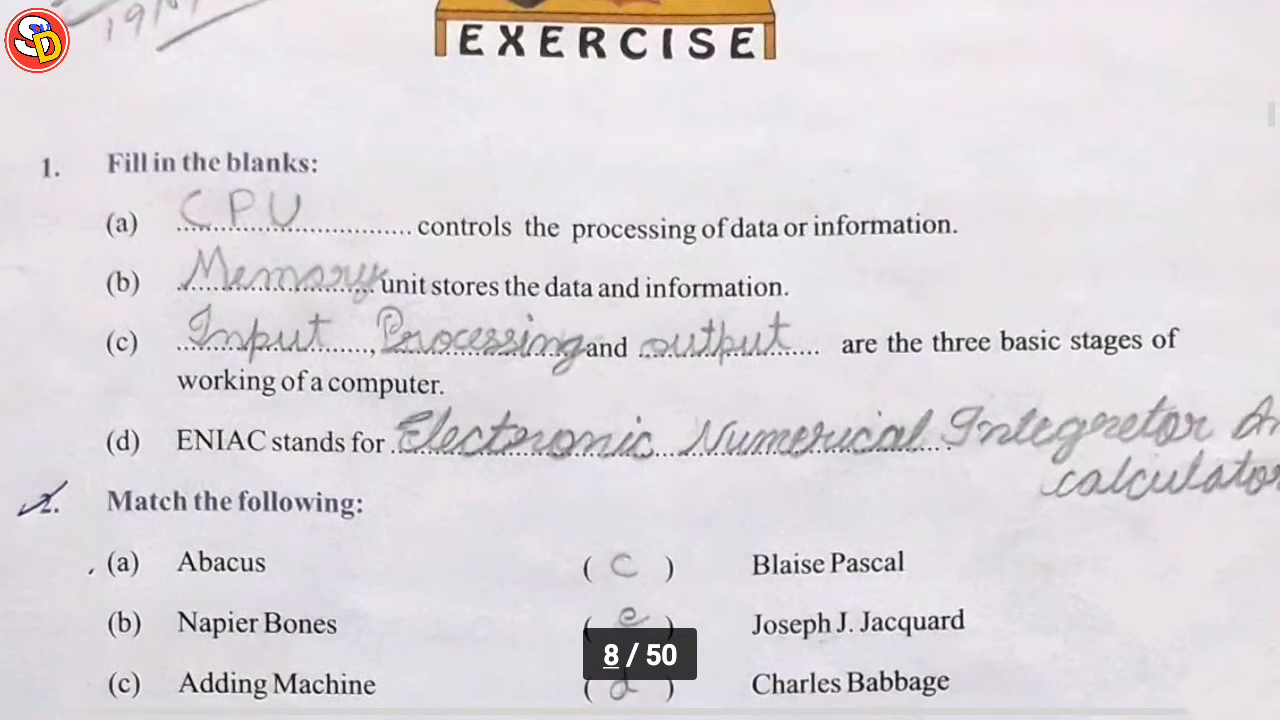 SD
EXERCISE
1. Fill in the blanks:
(a) CPU controls the processing of data or information.
(b) Memory unit stores the data and information.
(c) Input, Processing and output are the three basic stages of
working of a computer.
(d) ENIAC stands for Electronic Numerical Integretor
calculator
2. Match the following:
(a) Abacus ( c ) Blaise Pascal
(b) Napier Bones ( e ) Joseph J. Jacquard
8 / 50
(c) Adding Machine ( d ) Charles Babbage